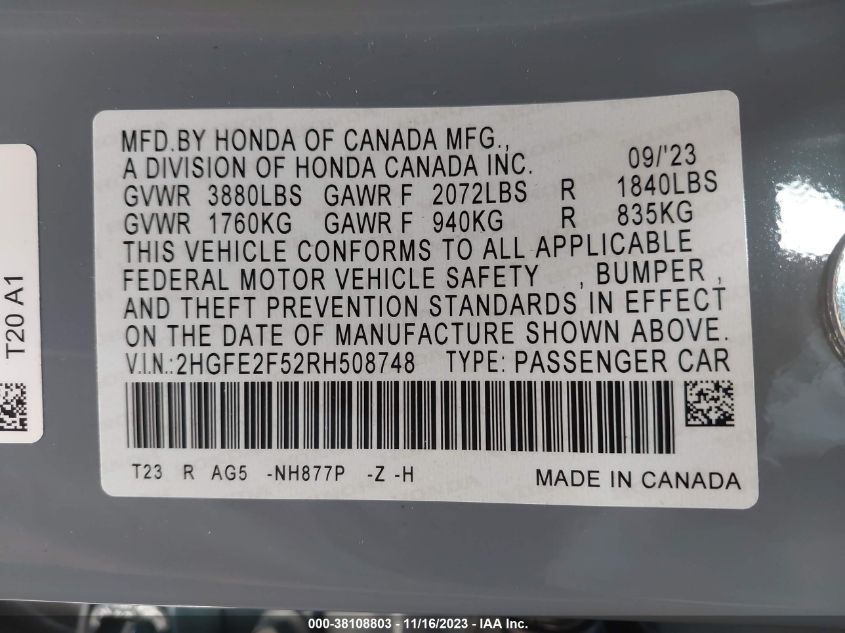 MFD.BY HONDA OF CANADA MFG.,
A DIVISION OF HONDA CANADA INC. 09/'23
GVWR 3880LBS GAWR F 2072LBS R 1840LBS
GVWR 1760KG GAWR F 940KG R 835KG
THIS VEHICLE CONFORMS TO ALL APPLICABLE
FEDERAL MOTOR VEHICLE SAFETY , BUMPER ,
AND THEFT PREVENTION STANDARDS IN EFFECT
ON THE DATE OF MANUFACTURE SHOWN ABOVE.
V.I.N.:2HGFE2F52RH508748 TYPE: PASSENGER CAR
T23 R AG5 -NH877P -Z -H
MADE IN CANADA
T20 A1
000-38108803 - 11/16/2023 - IAA Inc.